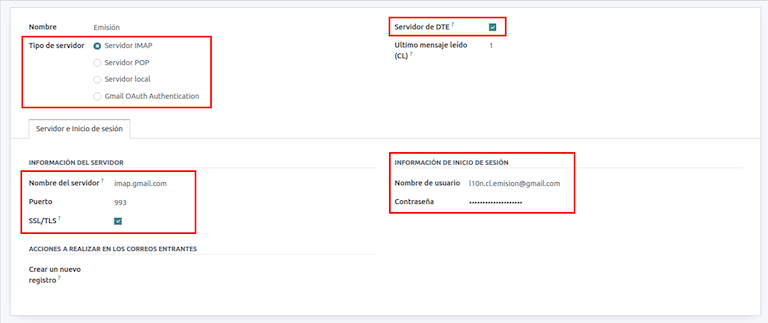 Nombre Emisión
Servidor de DTE ?
Tipo de servidor Servidor IMAP
Servidor POP
Servidor local
Gmail OAuth Authentication
Ultimo mensaje leído 1
(CL) ?
Servidor e Inicio de sesión
INFORMACIÓN DEL SERVIDOR
Nombre del servidor ? imap.gmail.com
Puerto 993
SSL/TLS ?
INFORMACIÓN DE INICIO DE SESIÓN
Nombre de usuario l10n.cl.emision@gmail.com
Contraseña ••••••••••••••••••••
ACCIONES A REALIZAR EN LOS CORREOS ENTRANTES
Crear un nuevo
registro ?